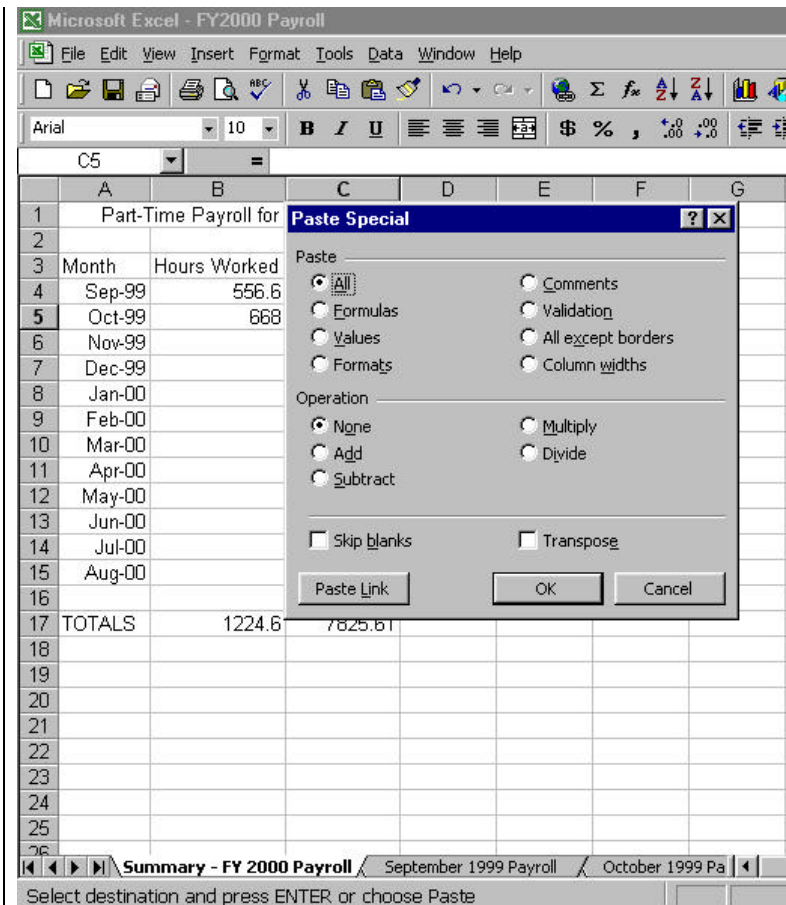 Microsoft Excel - FY2000 Payroll
File Edit View Insert Format Tools Data Window Help
ABC
Σ
Arial 10 B I U $ % ,
C5 =
A B C D E F G
1 Part-Time Payroll for
2
3 Month Hours Worked
4 Sep-99 556.6
5 Oct-99 668
6 Nov-99
7 Dec-99
8 Jan-00
9 Feb-00
10 Mar-00
11 Apr-00
12 May-00
13 Jun-00
14 Jul-00
15 Aug-00
16
17 TOTALS 1224.6 7825.61
18
19
20
21
22
23
24
25
26
Paste Special
Paste
All Comments
Formulas Validation
Values All except borders
Formats Column widths
Operation
None Multiply
Add Divide
Subtract
Skip blanks Transpose
Paste Link OK Cancel
Summary - FY 2000 Payroll September 1999 Payroll October 1999 Pa
Select destination and press ENTER or choose Paste